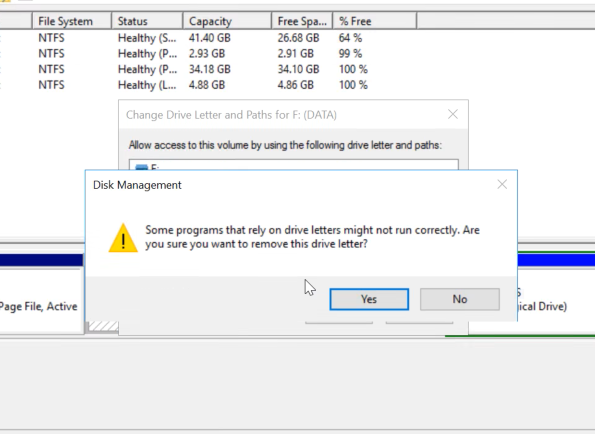 File System Status Capacity Free Spa... % Free
NTFS Healthy (S... 41.40 GB 26.68 GB 64 %
NTFS Healthy (P... 2.93 GB 2.91 GB 99 %
NTFS Healthy (P... 34.18 GB 34.10 GB 100 %
NTFS Healthy (L... 4.88 GB 4.86 GB 100 %
Change Drive Letter and Paths for F: (DATA)
Allow access to this volume by using the following drive letter and paths:
F:
Disk Management
Some programs that rely on drive letters might not run correctly. Are
you sure you want to remove this drive letter?
Yes No
Page File, Active
S
ical Drive)